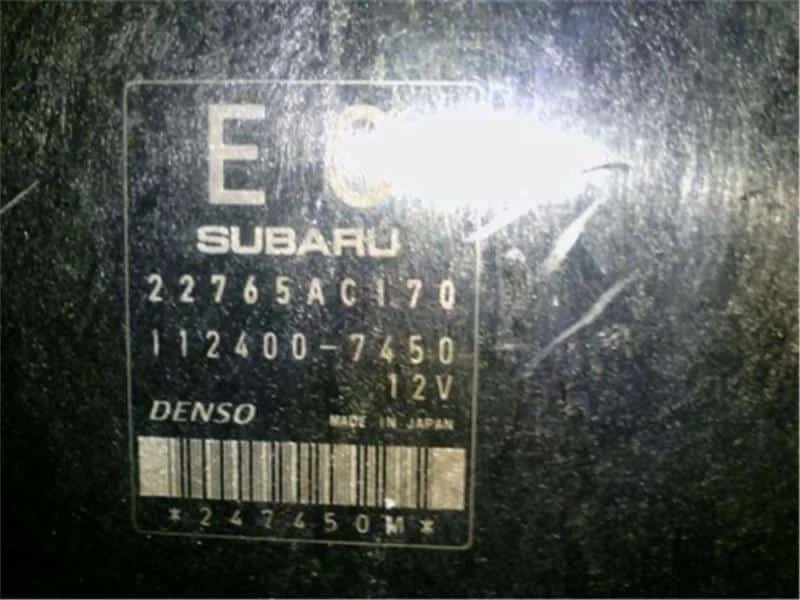 E C
SUBARU
22765AC170
112400-7450
12V
DENSO
MADE IN JAPAN
*247450M*